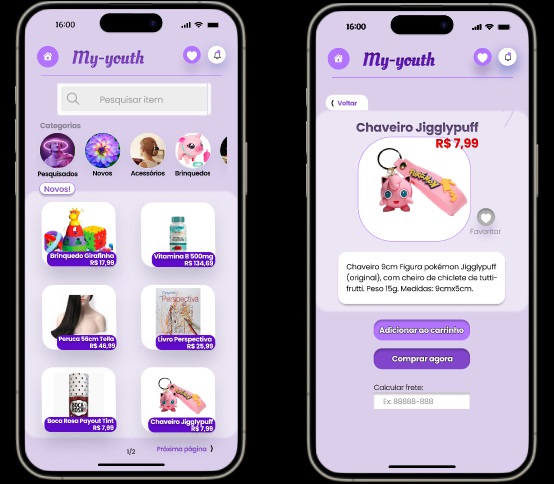 16:00
My-youth
Pesquisar item
Categorias
Pesquisados
Novos
Acessórios
Brinquedos
Novos!
Brinquedo Girafinha
R$ 17,99
Vitamina B 500mg
R$ 134,69
Peruca 56cm Tella
R$ 46,99
Perspectiva
Livro Perspectiva
R$ 25,99
BOCA
ROSA
Boca Rosa Payout Tint
R$ 7,99
Chaveiro Jigglypuff
R$ 7,99
1/2
Próxima página ⟩
16:00
My-youth
⟨ Voltar
Chaveiro Jigglypuff
R$ 7,99
Pokémon
Favoritar
Chaveiro 9cm Figura pokémon Jigglypuff
(original), com cheiro de chiclete de tutti-
frutti. Peso 15g. Medidas: 9cmx5cm.
Adicionar ao carrinho
Comprar agora
Calcular frete:
Ex: 88888-888